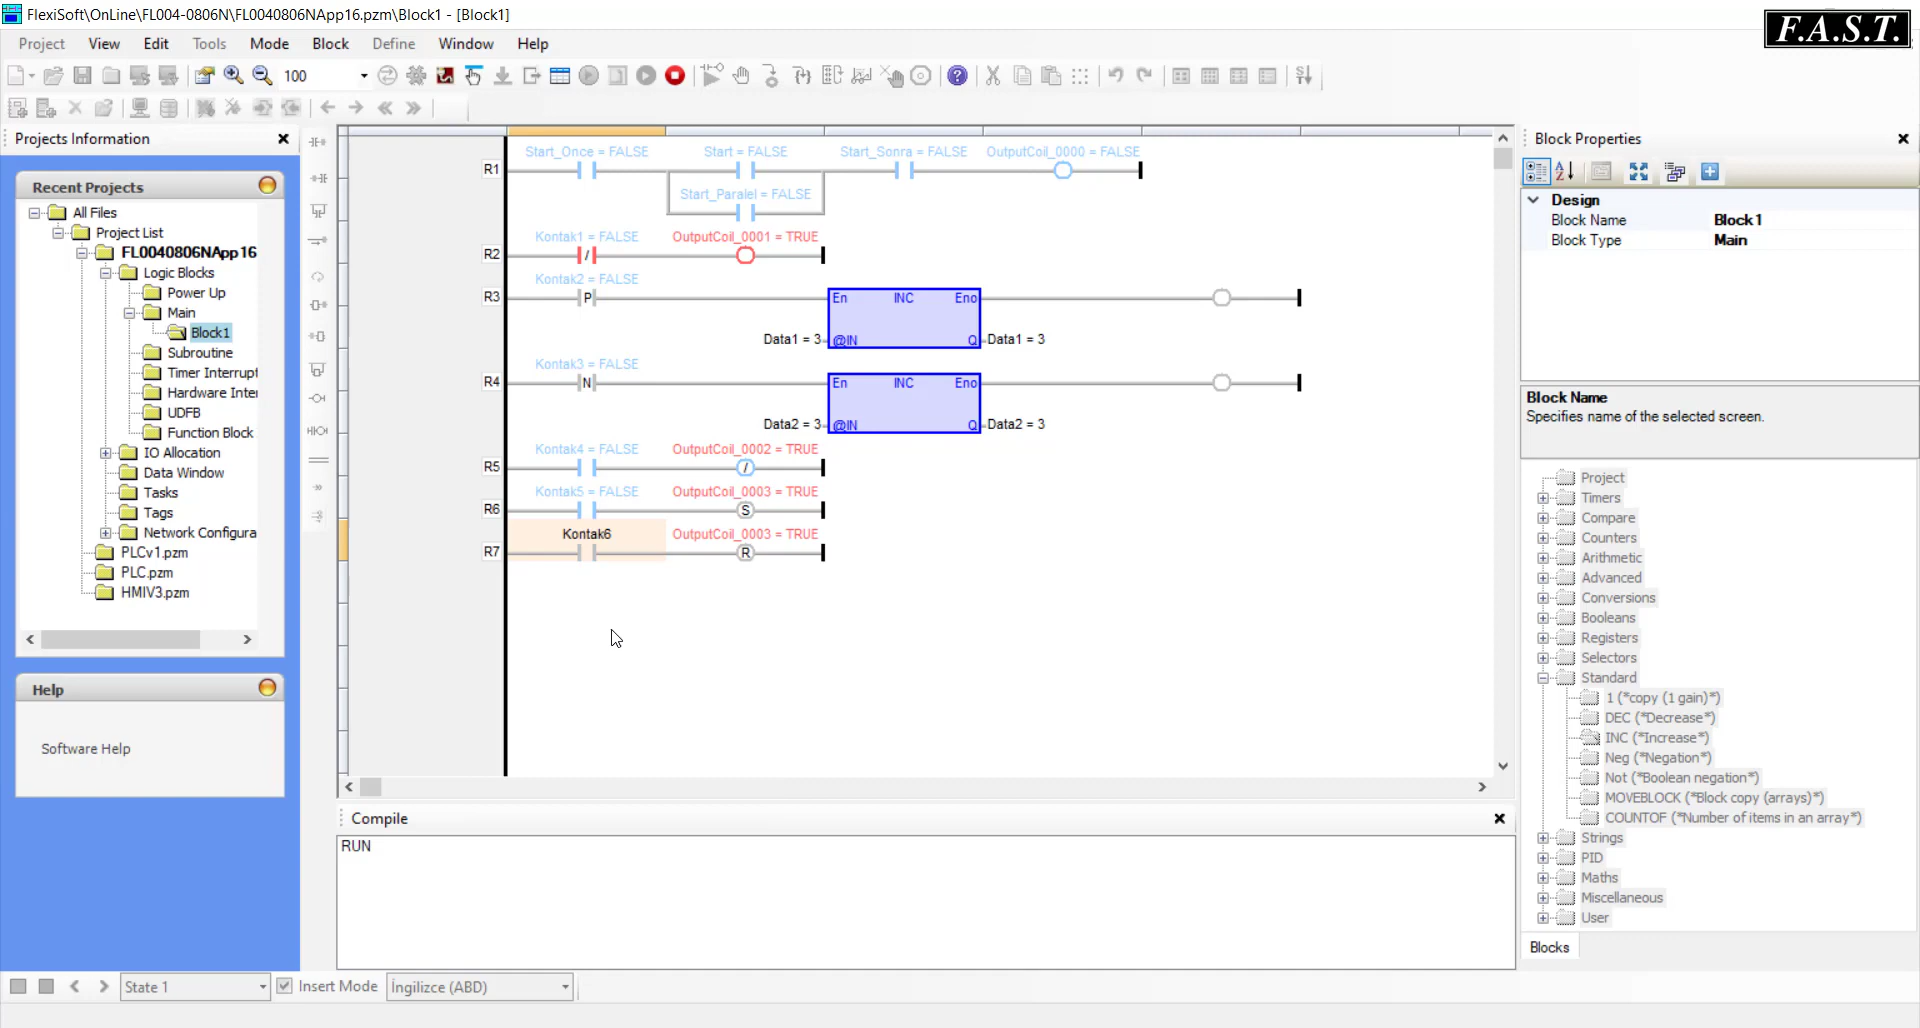 FlexiSoft\OnLine\FL004-0806N\FL0040806NApp16.pzm\Block1 - [Block1]
F.A.S.T.
Project View Edit Tools Mode Block Define Window Help
100
Projects Information
Recent Projects
All Files
Project List
FL0040806NApp16
Logic Blocks
Power Up
Main
Block1
Subroutine
Timer Interrupt
Hardware Inte
UDFB
Function Block
IO Allocation
Data Window
Tasks
Tags
Network Configura
PLCv1.pzm
PLC.pzm
HMIV3.pzm
Help
Software Help
Start_Once = FALSE Start = FALSE Start_Sonra = FALSE OutputCoil_0000 = FALSE
R1
Start_Paralel = FALSE
Kontak1 = FALSE OutputCoil_0001 = TRUE
R2 /
Kontak2 = FALSE
R3 P En INC Eno
Data1 = 3 @IN Q Data1 = 3
Kontak3 = FALSE
R4 N En INC Eno
Data2 = 3 @IN Q Data2 = 3
Kontak4 = FALSE OutputCoil_0002 = TRUE
R5 /
Kontak5 = FALSE OutputCoil_0003 = TRUE
R6 S
Kontak6 OutputCoil_0003 = TRUE
R7 R
Compile
RUN
Block Properties
Design
Block Name Block1
Block Type Main
Block Name
Specifies name of the selected screen.
Project
Timers
Compare
Counters
Arithmetic
Advanced
Conversions
Booleans
Registers
Selectors
Standard
1 (*copy (1 gain)*)
DEC (*Decrease*)
INC (*Increase*)
Neg (*Negation*)
Not (*Boolean negation*)
MOVEBLOCK (*Block copy (arrays)*)
COUNTOF (*Number of items in an array*)
Strings
PID
Maths
Miscellaneous
User
Blocks
State 1 Insert Mode İngilizce (ABD)